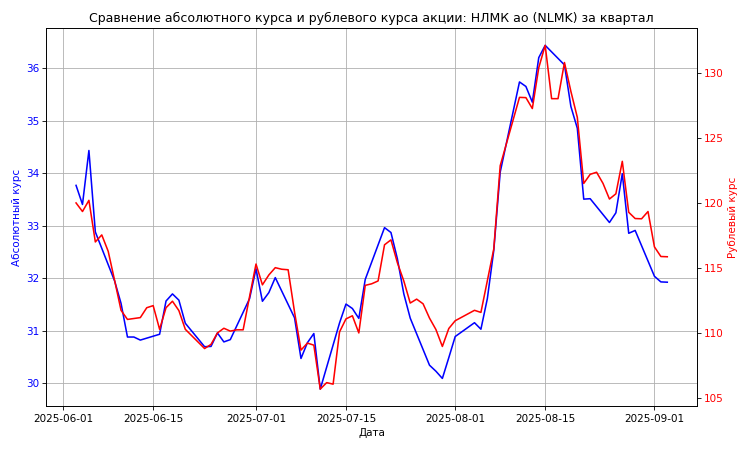 Сравнение абсолютного курса и рублевого курса акции: НЛМК ао (NLMK) за квартал
Абсолютный курс
36
35
34
33
32
31
30
130
125
120
115
110
105
Рублевый курс
2025-06-01 2025-06-15 2025-07-01 2025-07-15 2025-08-01 2025-08-15 2025-09-01
Дата